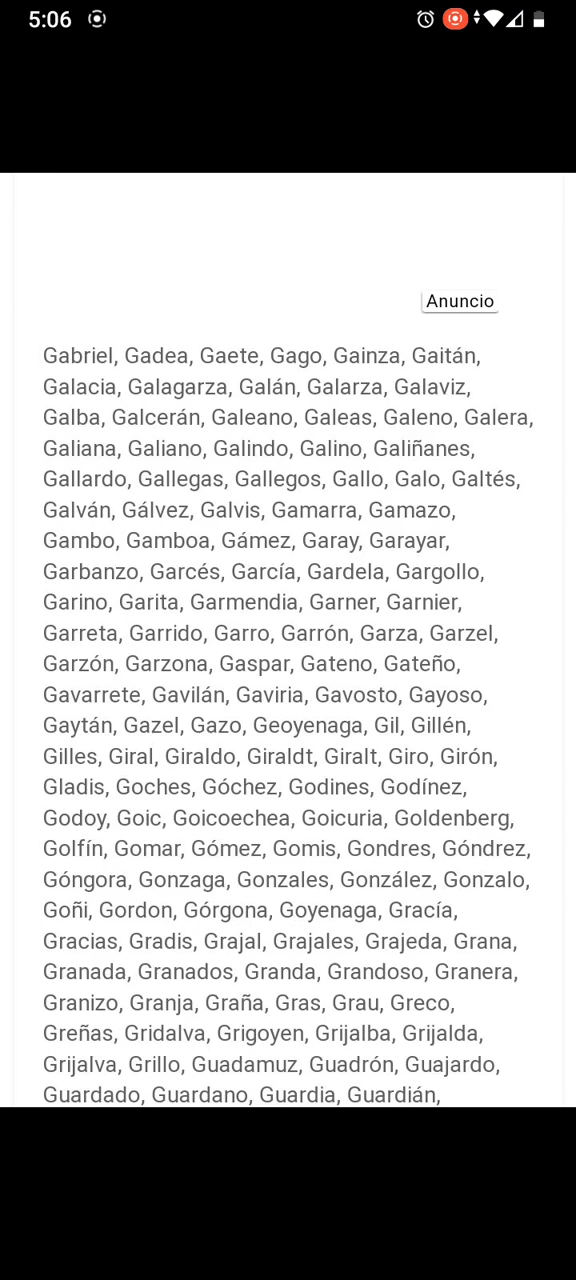 5:06
Anuncio
Gabriel, Gadea, Gaete, Gago, Gainza, Gaitán,
Galacia, Galagarza, Galán, Galarza, Galaviz,
Galba, Galcerán, Galeano, Galeas, Galeno, Galera,
Galiana, Galiano, Galindo, Galino, Galiñanes,
Gallardo, Gallegas, Gallegos, Gallo, Galo, Galtés,
Galván, Gálvez, Galvis, Gamarra, Gamazo,
Gambo, Gamboa, Gámez, Garay, Garayar,
Garbanzo, Garcés, García, Gardela, Gargollo,
Garino, Garita, Garmendia, Garner, Garnier,
Garreta, Garrido, Garro, Garrón, Garza, Garzel,
Garzón, Garzona, Gaspar, Gateno, Gateño,
Gavarrete, Gavilán, Gaviria, Gavosto, Gayoso,
Gaytán, Gazel, Gazo, Geoyenaga, Gil, Gillén,
Gilles, Giral, Giraldo, Giraldt, Giralt, Giro, Girón,
Gladis, Goches, Góchez, Godines, Godínez,
Godoy, Goic, Goicoechea, Goicuria, Goldenberg,
Golfín, Gomar, Gómez, Gomis, Gondres, Góndrez,
Góngora, Gonzaga, Gonzales, González, Gonzalo,
Goñi, Gordon, Górgona, Goyenaga, Gracía,
Gracias, Gradis, Grajal, Grajales, Grajeda, Grana,
Granada, Granados, Granda, Grandoso, Granera,
Granizo, Granja, Graña, Gras, Grau, Greco,
Greñas, Gridalva, Grigoyen, Grijalba, Grijalda,
Grijalva, Grillo, Guadamuz, Guadrón, Guajardo,
Guardado, Guardano, Guardia, Guardián,